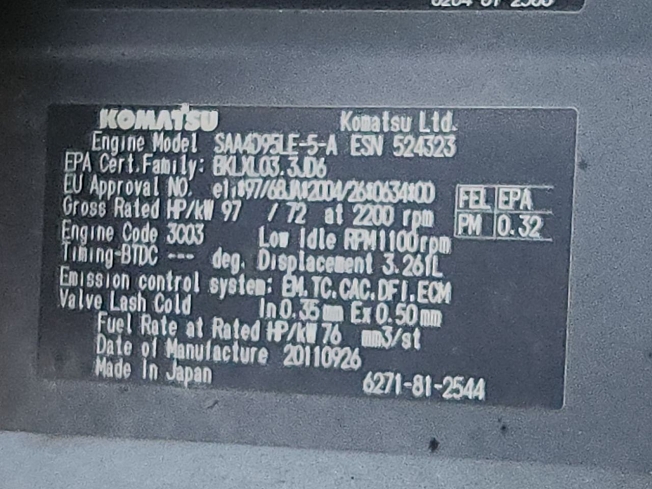 KOMATSU Komatsu Ltd.
Engine Model SAA4D95LE-5-A ESN 524323
EPA Cert.Family: BKLXL03.3JD6
EU Approval NO. e1*97/68JA*2004/26*0634*00
Gross Rated HP/kW 97 / 72 at 2200 rpm
FEL EPA
PM 0.32
Engine Code 3003 Low Idle RPM1100rpm
Timing-BTDC --- deg. Displacement 3.261L
Emission control system: EM.TC.CAC.DFI.ECM
Valve Lash Cold In0.35mm Ex0.50mm
Fuel Rate at Rated HP/kW 76 mm3/st
Date of Manufacture 20110926
Made In Japan 6271-81-2544